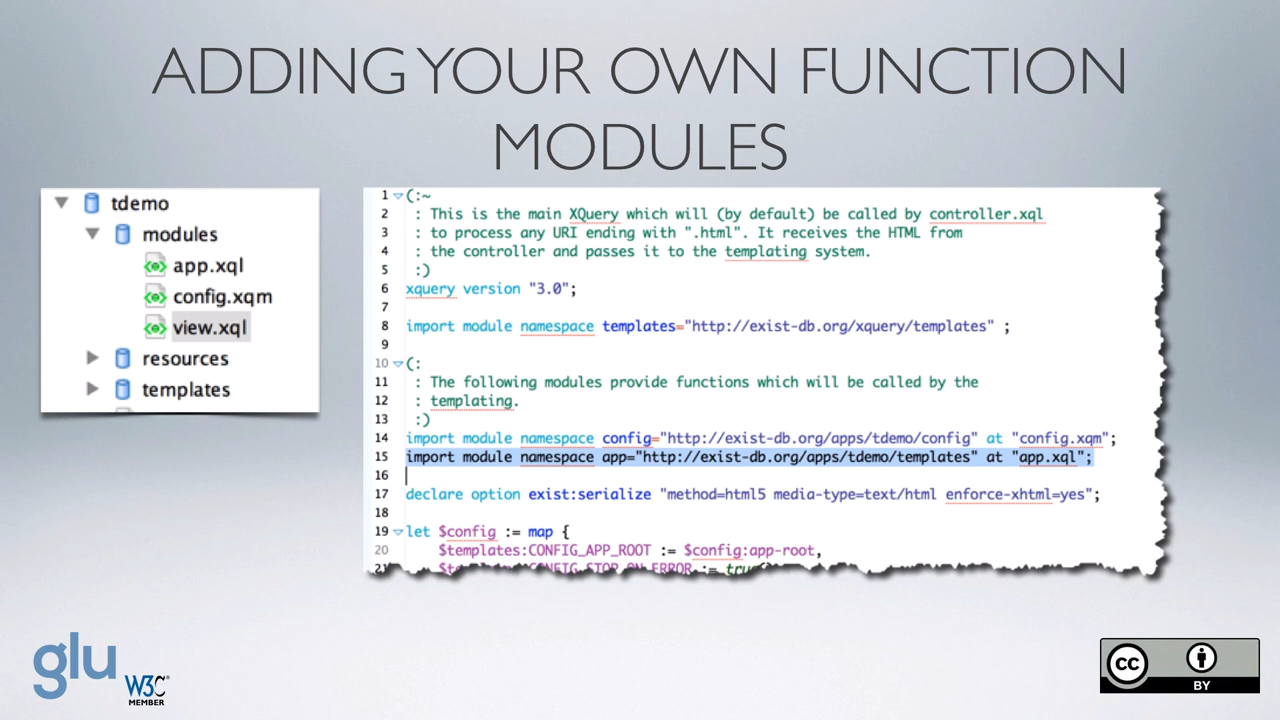 ADDING YOUR OWN FUNCTION
MODULES
tdemo
modules
app.xql
config.xqm
view.xql
resources
templates
1 (:~
2 : This is the main XQuery which will (by default) be called by controller.xql
3 : to process any URI ending with ".html". It receives the HTML from
4 : the controller and passes it to the templating system.
5 :)
6 xquery version "3.0";
7
8 import module namespace templates="http://exist-db.org/xquery/templates" ;
9
10 (:
11 : The following modules provide functions which will be called by the
12 : templating.
13 :)
14 import module namespace config="http://exist-db.org/apps/tdemo/config" at "config.xqm";
15 import module namespace app="http://exist-db.org/apps/tdemo/templates" at "app.xql";
16
17 declare option exist:serialize "method=html5 media-type=text/html enforce-xhtml=yes";
18
19 let $config := map {
20 $templates:CONFIG_APP_ROOT := $config:app-root,
21 CONFIG_STOP_ON_ERROR := true()
glu
W3C®
MEMBER
cc
BY